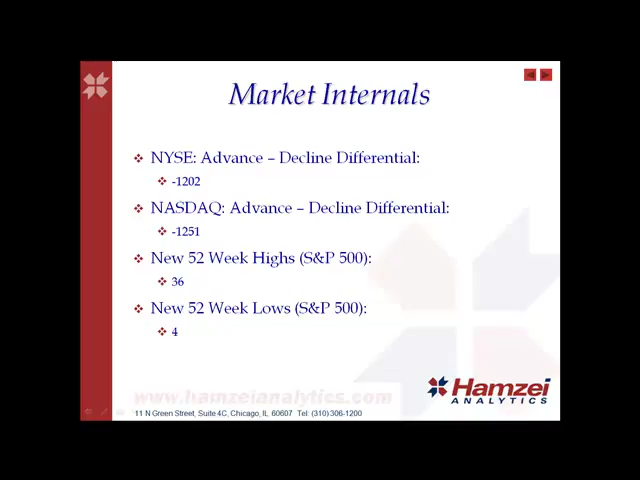 Market Internals
NYSE: Advance – Decline Differential:
-1202
NASDAQ: Advance – Decline Differential:
-1251
New 52 Week Highs (S&P 500):
36
New 52 Week Lows (S&P 500):
4
www.hamzeianalytics.com
Hamzei
ANALYTICS
11 N Green Street, Suite 4C, Chicago, IL 60607 Tel: (310) 306-1200